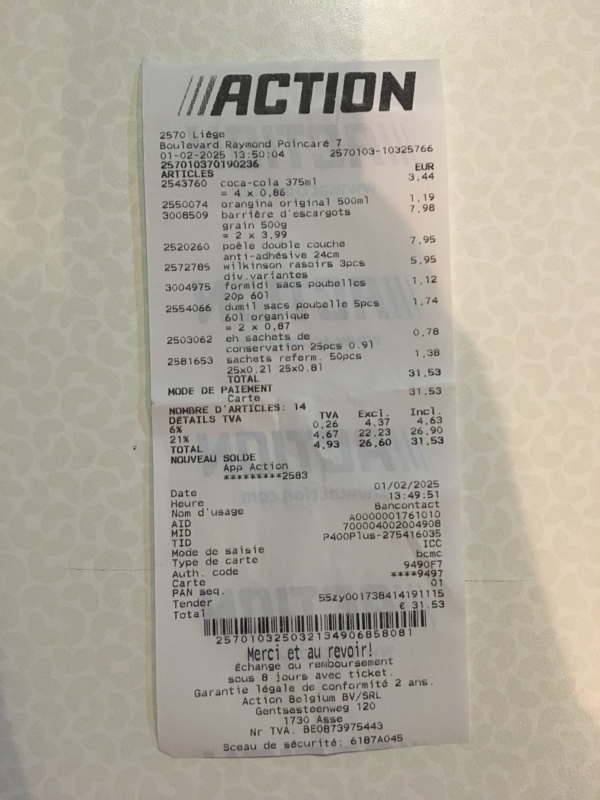 ///ACTION
2570 Liège
Boulevard Raymond Poincaré 7
01-02-2025 13:50:04 2570103-10325766
257010370190236
ARTICLES EUR
2543760 coca-cola 375ml 3,44
= 4 x 0,86
2550074 orangina original 500ml 1,19
3008509 barrière d'escargots 7,98
grain 500g
= 2 x 3,99
2520260 poêle double couche 7,95
anti-adhésive 24cm
2572785 wilkinson rasoirs 3pcs 5,95
div.variantes
3004975 formidi sacs poubelles 1,12
20p 60l
2554066 dumil sacs poubelle 5pcs 1,74
60l organique
= 2 x 0,87
2503062 eh sachets de 0,78
conservation 25pcs 0.9l
2581653 sachets referm. 50pcs 1,38
25x0.2l 25x0.8l
TOTAL 31,53
MODE DE PAIEMENT
Carte 31,53
NOMBRE D'ARTICLES: 14
DÉTAILS TVA TVA Excl. Incl.
6% 0,26 4,37 4,63
21% 4,67 22,23 26,90
TOTAL 4,93 26,60 31,53
NOUVEAU SOLDE
App Action
*********2583
Date 01/02/2025
Heure 13:49:51
Nom d'usage Bancontact
AID A0000001761010
MID 700004002004908
TID P400Plus-275416035
Mode de saisie ICC
Type de carte bcmc
Auth. code 9490F7
Carte ****9497
PAN seq. 01
Tender 55zy001738414191115
Total € 31.53
257010325032134906858081
Merci et au revoir!
Échange ou remboursement
sous 8 jours avec ticket.
Garantie légale de conformité 2 ans.
Action Belgium BV/SRL
Gentsesteenweg 120
1730 Asse
Nr TVA. BE0873975443
Sceau de sécurité: 6187A045